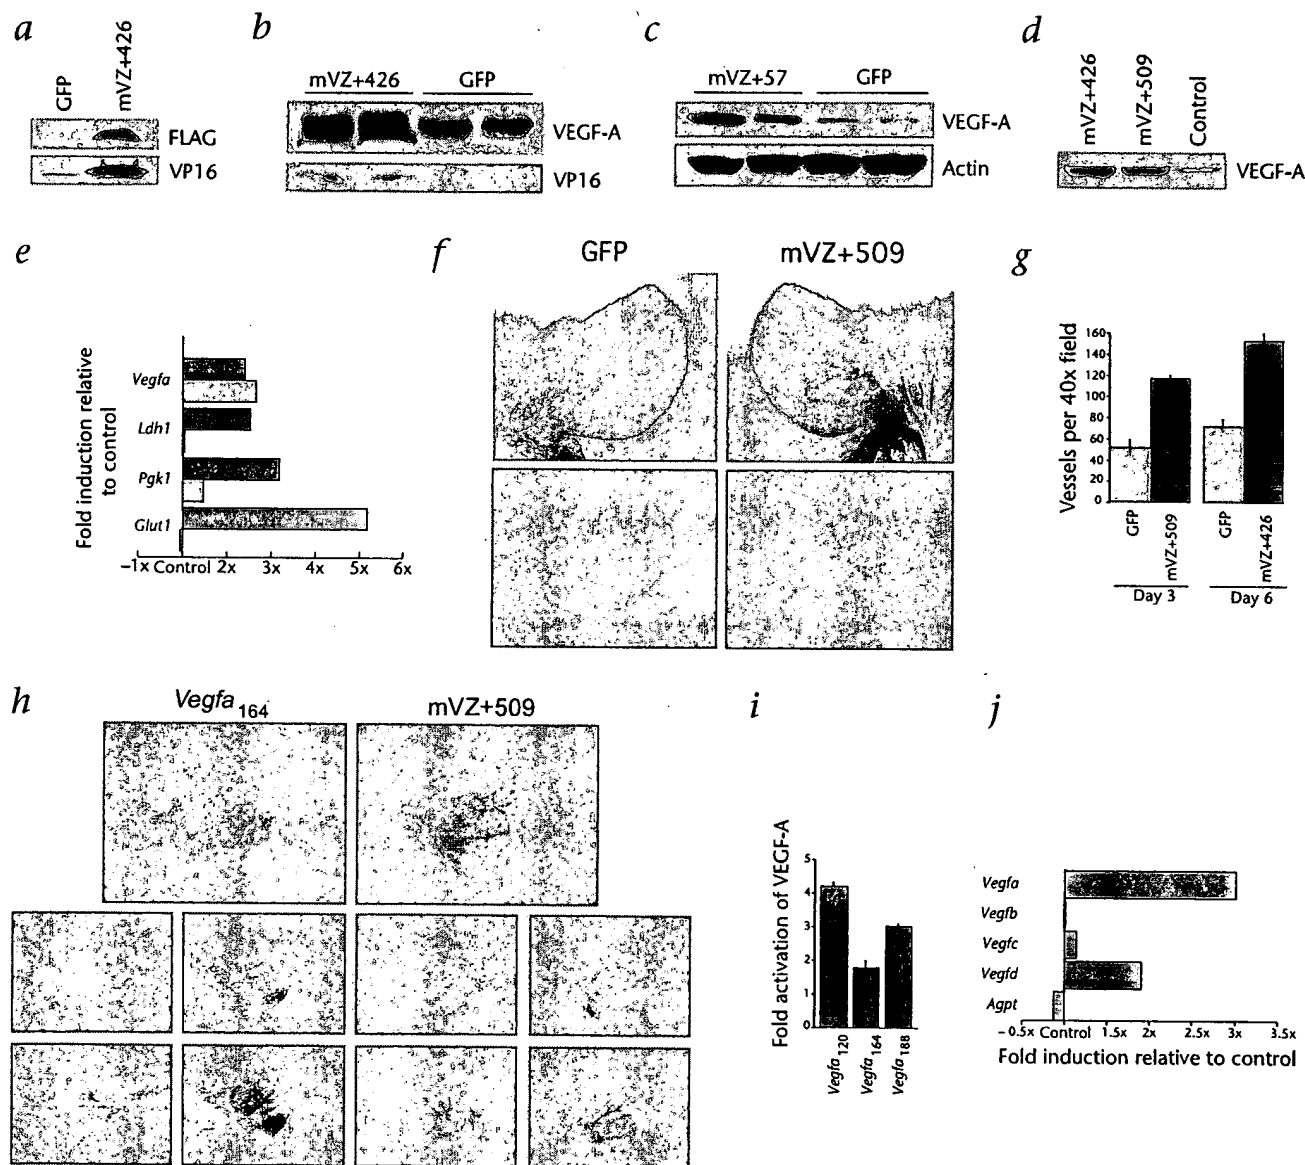 a
GFP
mVZ+426
FLAG
VP16
b
mVZ+426 GFP
VEGF-A
VP16
c
mVZ+57 GFP
VEGF-A
Actin
d
mVZ+426
mVZ+509
Control
VEGF-A
e
Fold induction relative
to control
Vegfa
Ldh1
Pgk1
Glut1
−1x Control 2x 3x 4x 5x 6x
f
GFP mVZ+509
g
Vessels per 40x field
160
140
120
100
80
60
40
20
0
GFP
mVZ+509
GFP
mVZ+426
Day 3 Day 6
h
Vegfa164 mVZ+509
i
Fold activation of VEGF-A
5
4
3
2
1
0
Vegfa120
Vegfa164
Vegfa188
j
Vegfa
Vegfb
Vegfc
Vegfd
Agpt
−0.5x Control 1.5x 2x 2.5x 3x 3.5x
Fold induction relative to control